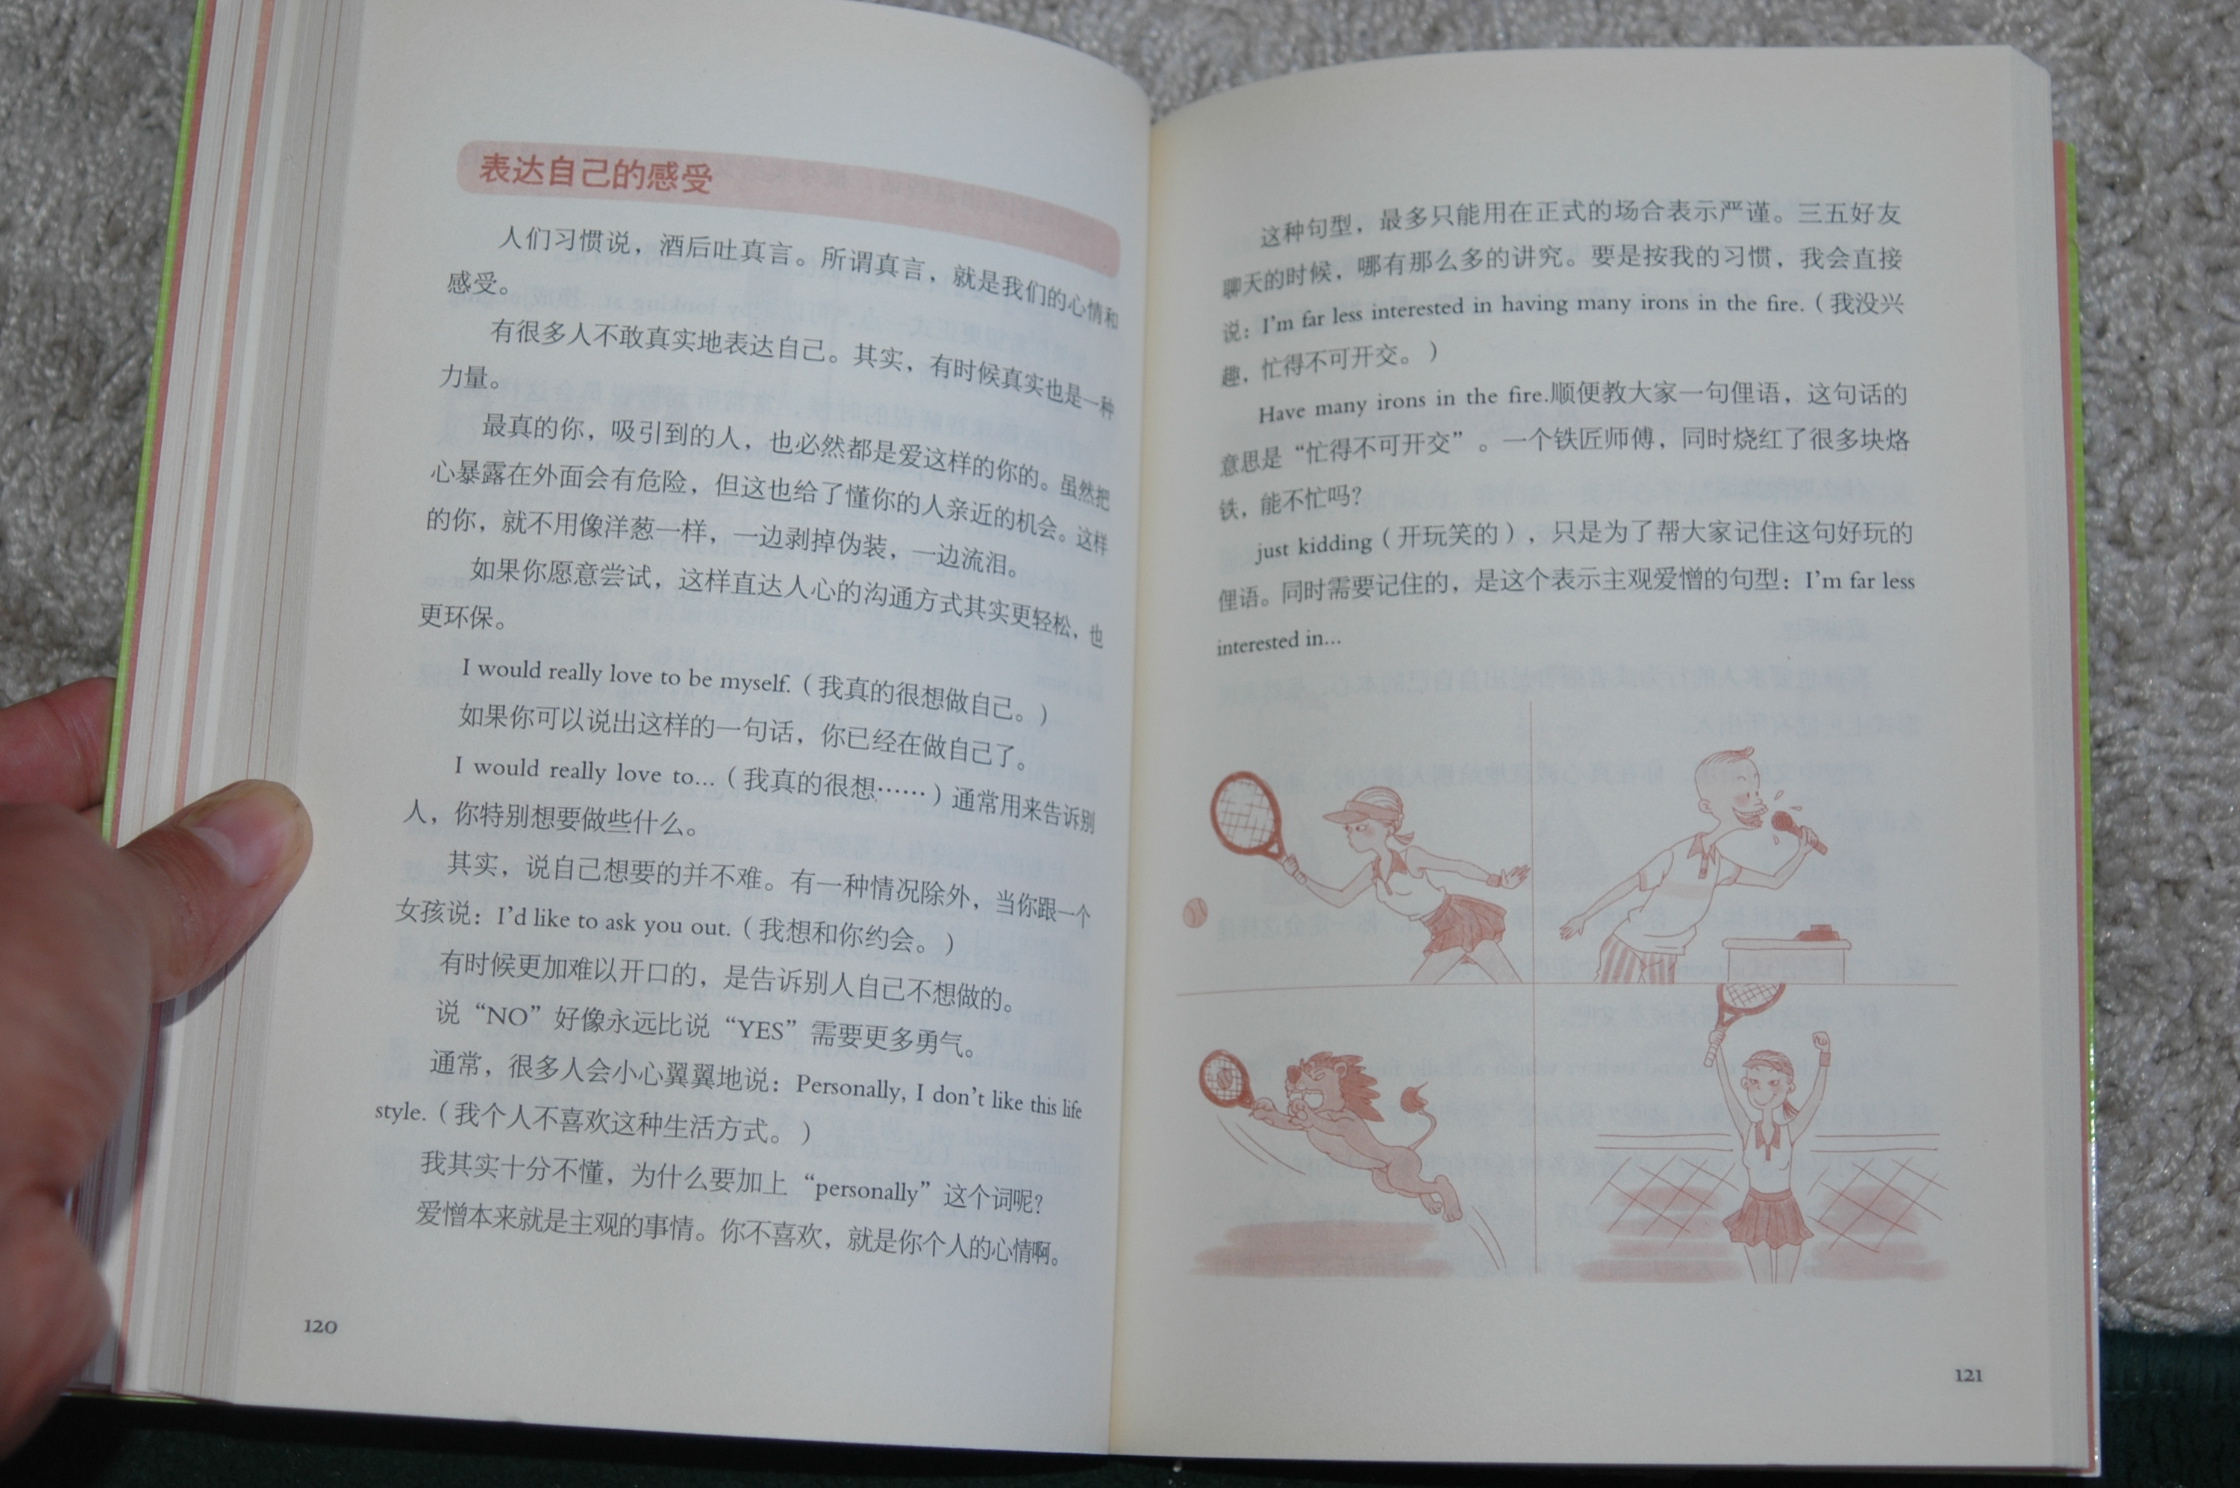 表达自己的感受
人们习惯说，酒后吐真言。所谓真言，就是我们的心情和
感受。
有很多人不敢真实地表达自己。其实，有时候真实也是一种
力量。
最真的你，吸引到的人，也必然都是爱这样的你的。虽然把
心暴露在外面会有危险，但这也给了懂你的人亲近的机会。这样
的你，就不用像洋葱一样，一边剥掉伪装，一边流泪。
如果你愿意尝试，这样直达人心的沟通方式其实更轻松，也
更环保。
I would really love to be myself.（我真的很想做自己。）
如果你可以说出这样的一句话，你已经在做自己了。
I would really love to...（我真的很想……）通常用来告诉别
人，你特别想要做些什么。
其实，说自己想要的并不难。有一种情况除外，当你跟一个
女孩说：I'd like to ask you out.（我想和你约会。）
有时候更加难以开口的，是告诉别人自己不想做的。
说“NO”好像永远比说“YES”需要更多勇气。
通常，很多人会小心翼翼地说：Personally, I don't like this life
style.（我个人不喜欢这种生活方式。）
我其实十分不懂，为什么要加上“personally”这个词呢？
爱憎本来就是主观的事情。你不喜欢，就是你个人的心情啊。
120
这种句型，最多只能用在正式的场合表示严谨。三五好友
聊天的时候，哪有那么多的讲究。要是按我的习惯，我会直接
说：I'm far less interested in having many irons in the fire.（我没兴
趣，忙得不可开交。）
Have many irons in the fire.顺便教大家一句俚语，这句话的
意思是“忙得不可开交”。一个铁匠师傅，同时烧红了很多块烙
铁，能不忙吗？
just kidding（开玩笑的），只是为了帮大家记住这句好玩的
俚语。同时需要记住的，是这个表示主观爱憎的句型：I'm far less
interested in...
121